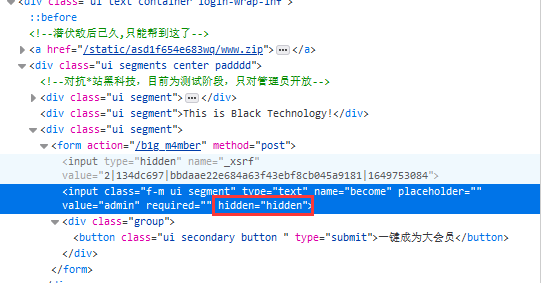 <div class="ui text container login-wrap-inf">
::before
<!--潜伏敌后已久,只能帮到这了-->
<a href="/static/asd1f654e683wq/www.zip"> ⋯ </a>
<div class="ui segments center padddd">
<!--对抗*站黑科技，目前为测试阶段，只对管理员开放-->
<div class="ui segment"> ⋯ </div>
<div class="ui segment">This is Black Technology!</div>
<div class="ui segment">
<form action="/b1g_m4mber" method="post">
<input type="hidden" name="_xsrf"
value="2|134dc697|bbdaae22e684a63f43ebf8cb045a9181|1649753084">
<input class="f-m ui segment" type="text" name="become" placeholder=""
value="admin" required="" hidden="hidden">
<div class="group">
<button class="ui secondary button " type="submit">一键成为大会员</button>
</div>
</form>
</div>